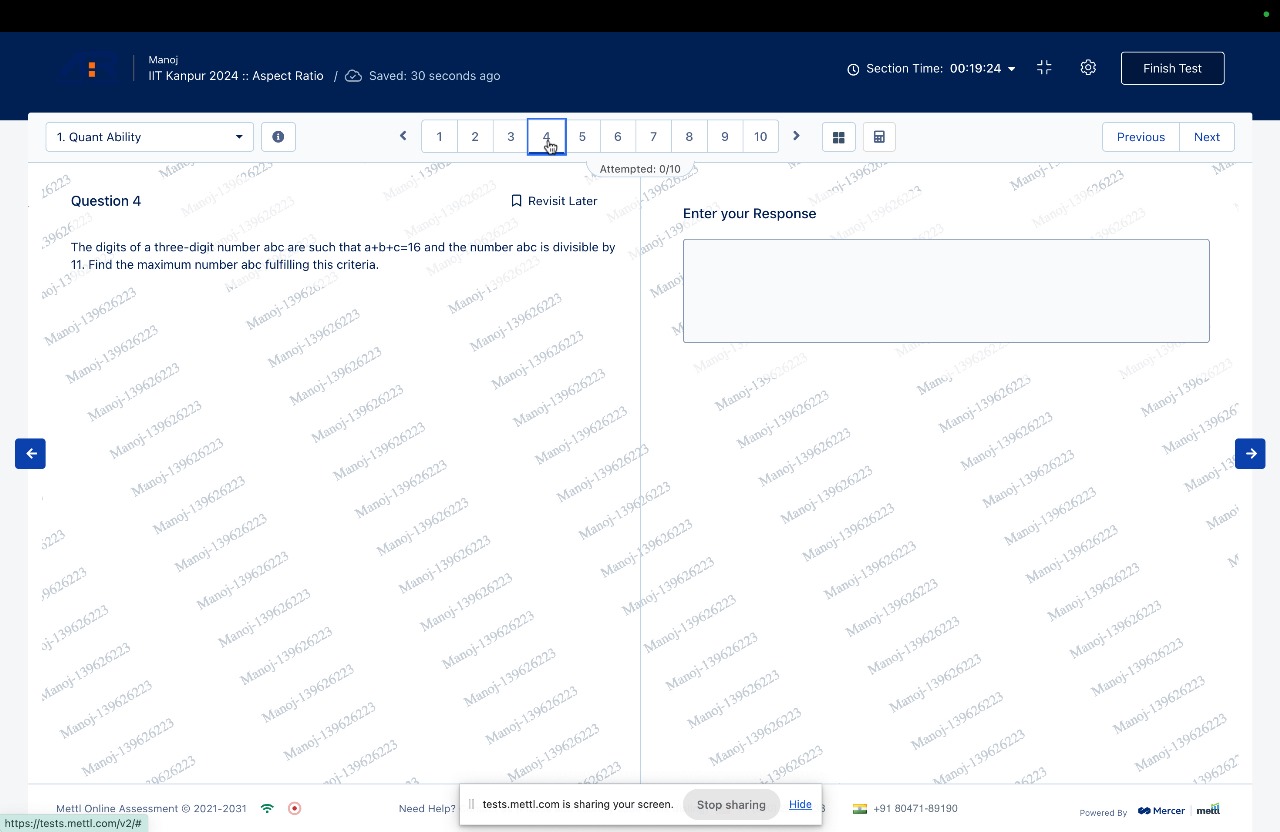 Manoj
IIT Kanpur 2024 :: Aspect Ratio / Saved: 30 seconds ago
Section Time: 00:19:24
Finish Test
1. Quant Ability
1 2 3 4 5 6 7 8 9 10
Previous Next
Attempted: 0/10
Question 4
Revisit Later
The digits of a three-digit number abc are such that a+b+c=16 and the number abc is divisible by
11. Find the maximum number abc fulfilling this criteria.
Enter your Response
Manoj-139626223
Mettl Online Assessment © 2021-2031
Need Help?
+91 80471-89190
Powered By Mercer mettl
tests.mettl.com is sharing your screen. Stop sharing Hide
https://tests.mettl.com/v2/#